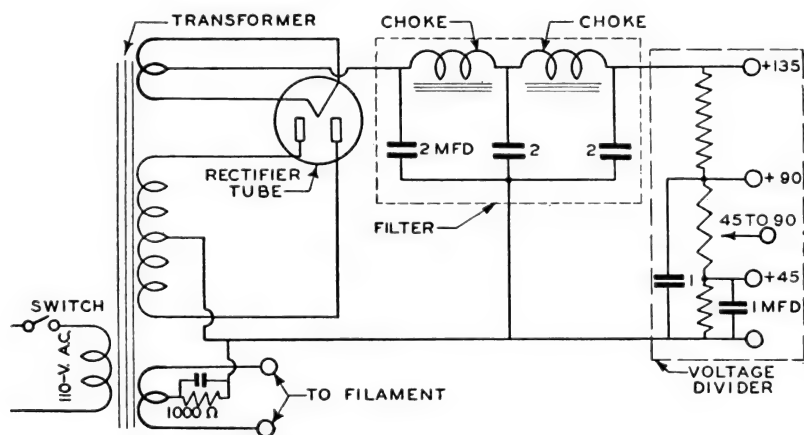 TRANSFORMER
CHOKE
CHOKE
+135
2 MFD
2
2
RECTIFIER
TUBE
+90
FILTER
45 TO 90
+45
1
1 MFD
SWITCH
110-V. A.C.
1000 Ω
TO FILAMENT
VOLTAGE
DIVIDER